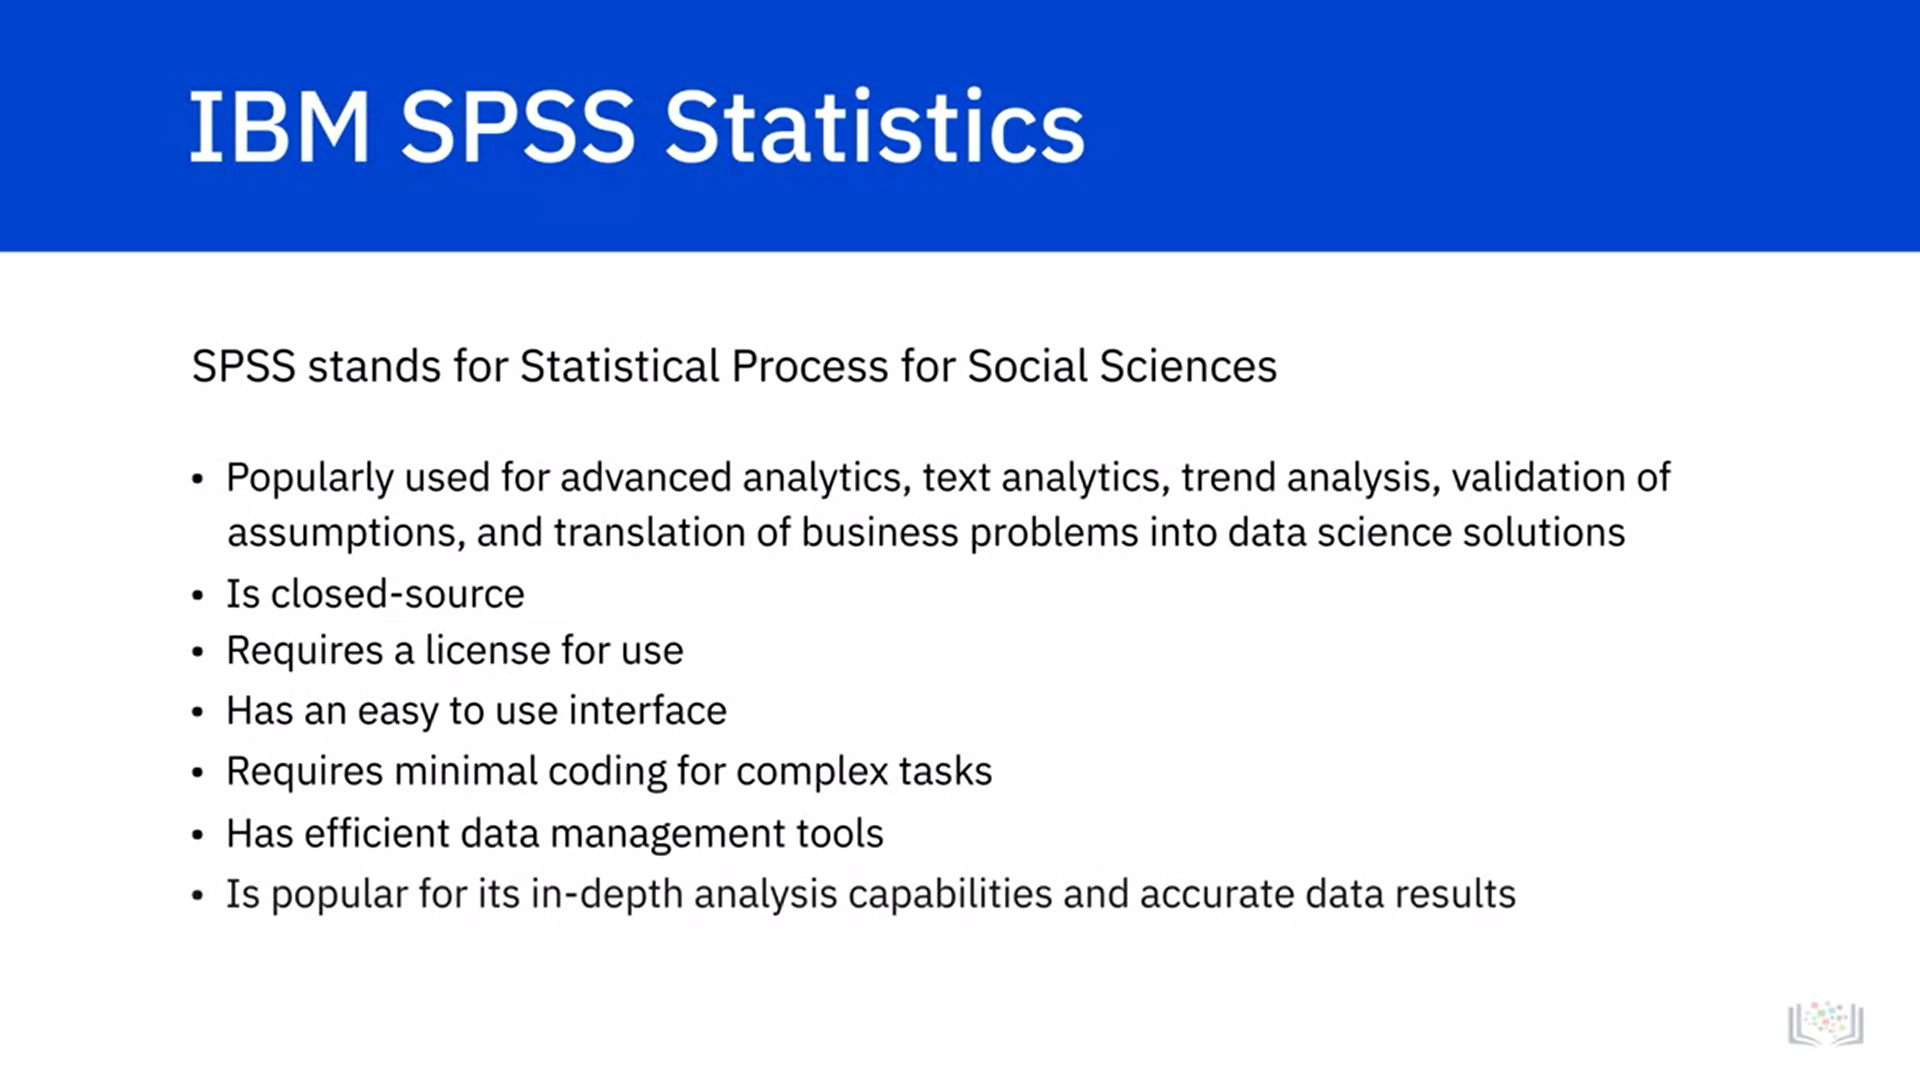 IBM SPSS Statistics
SPSS stands for Statistical Process for Social Sciences
• Popularly used for advanced analytics, text analytics, trend analysis, validation of
assumptions, and translation of business problems into data science solutions
• Is closed-source
• Requires a license for use
• Has an easy to use interface
• Requires minimal coding for complex tasks
• Has efficient data management tools
• Is popular for its in-depth analysis capabilities and accurate data results